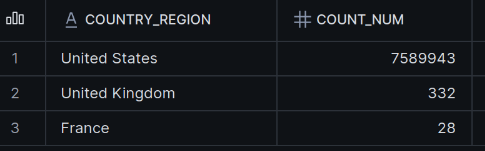 COUNTRY_REGION COUNT_NUM
1 United States 7589943
2 United Kingdom 332
3 France 28